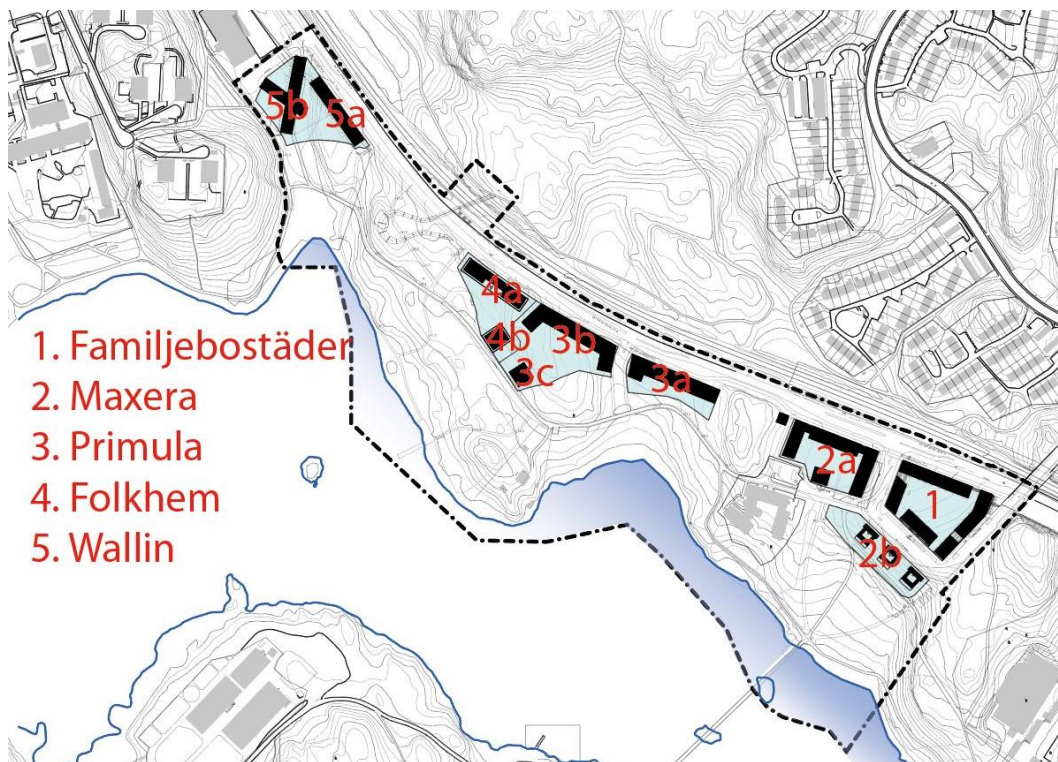 5b
5a
4a
4b
3b
3c
3a
2a
1
2b
1. Familjebostäder
2. Maxera
3. Primula
4. Folkhem
5. Wallin